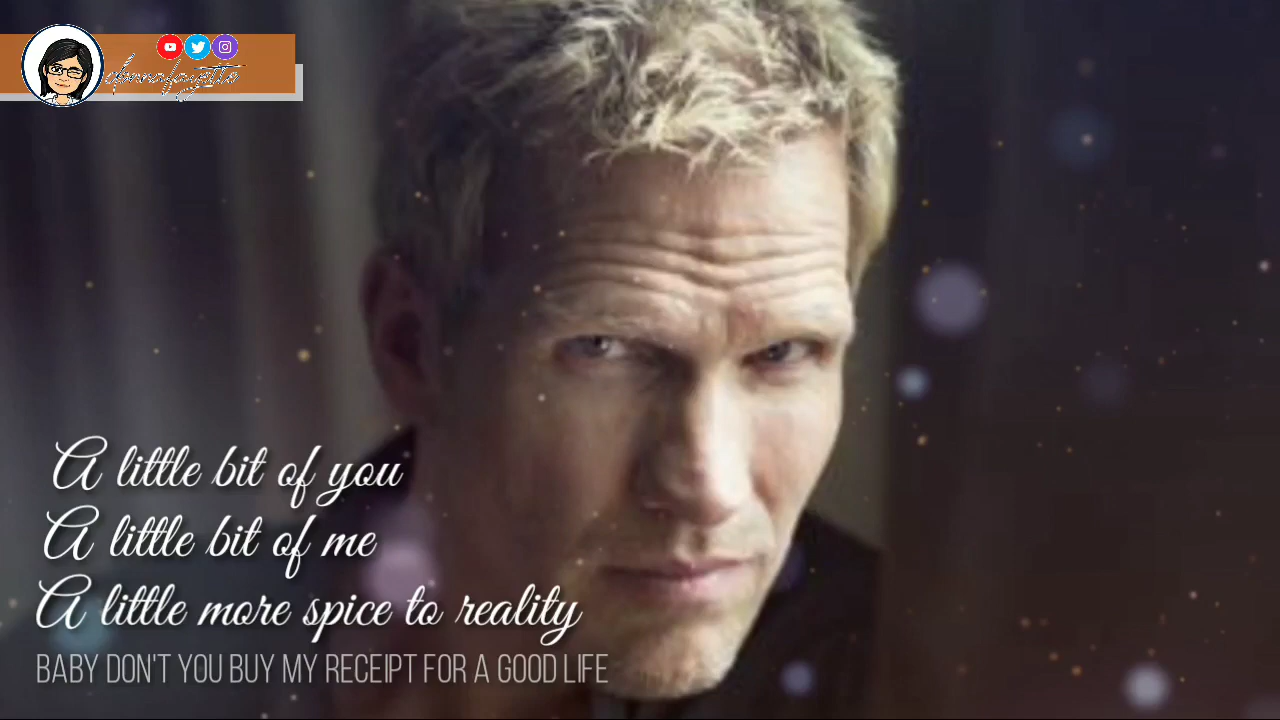 donnafayette
A little bit of you
A little bit of me
A little more spice to reality
BABY DON'T YOU BUY MY RECEIPT FOR A GOOD LIFE